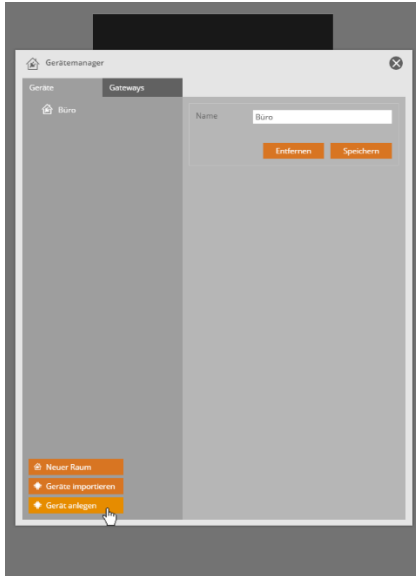 Gerätemanager
Geräte
Gateways
Büro
Name
Büro
Entfernen
Speichern
Neuer Raum
Geräte importieren
Gerät anlegen